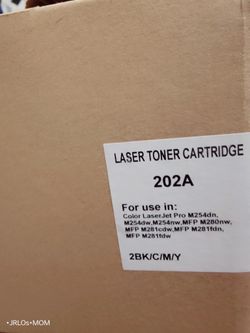 LASER TONER CARTRIDGE
202A
For use in:
Color LaserJet Pro M254dn,
M254dw,M254nw,MFP M280nw,
,MFP M281cdw,MFP M281fdn,
MFP M281fdw
2BK/C/M/Y
•JRLOs•MOM